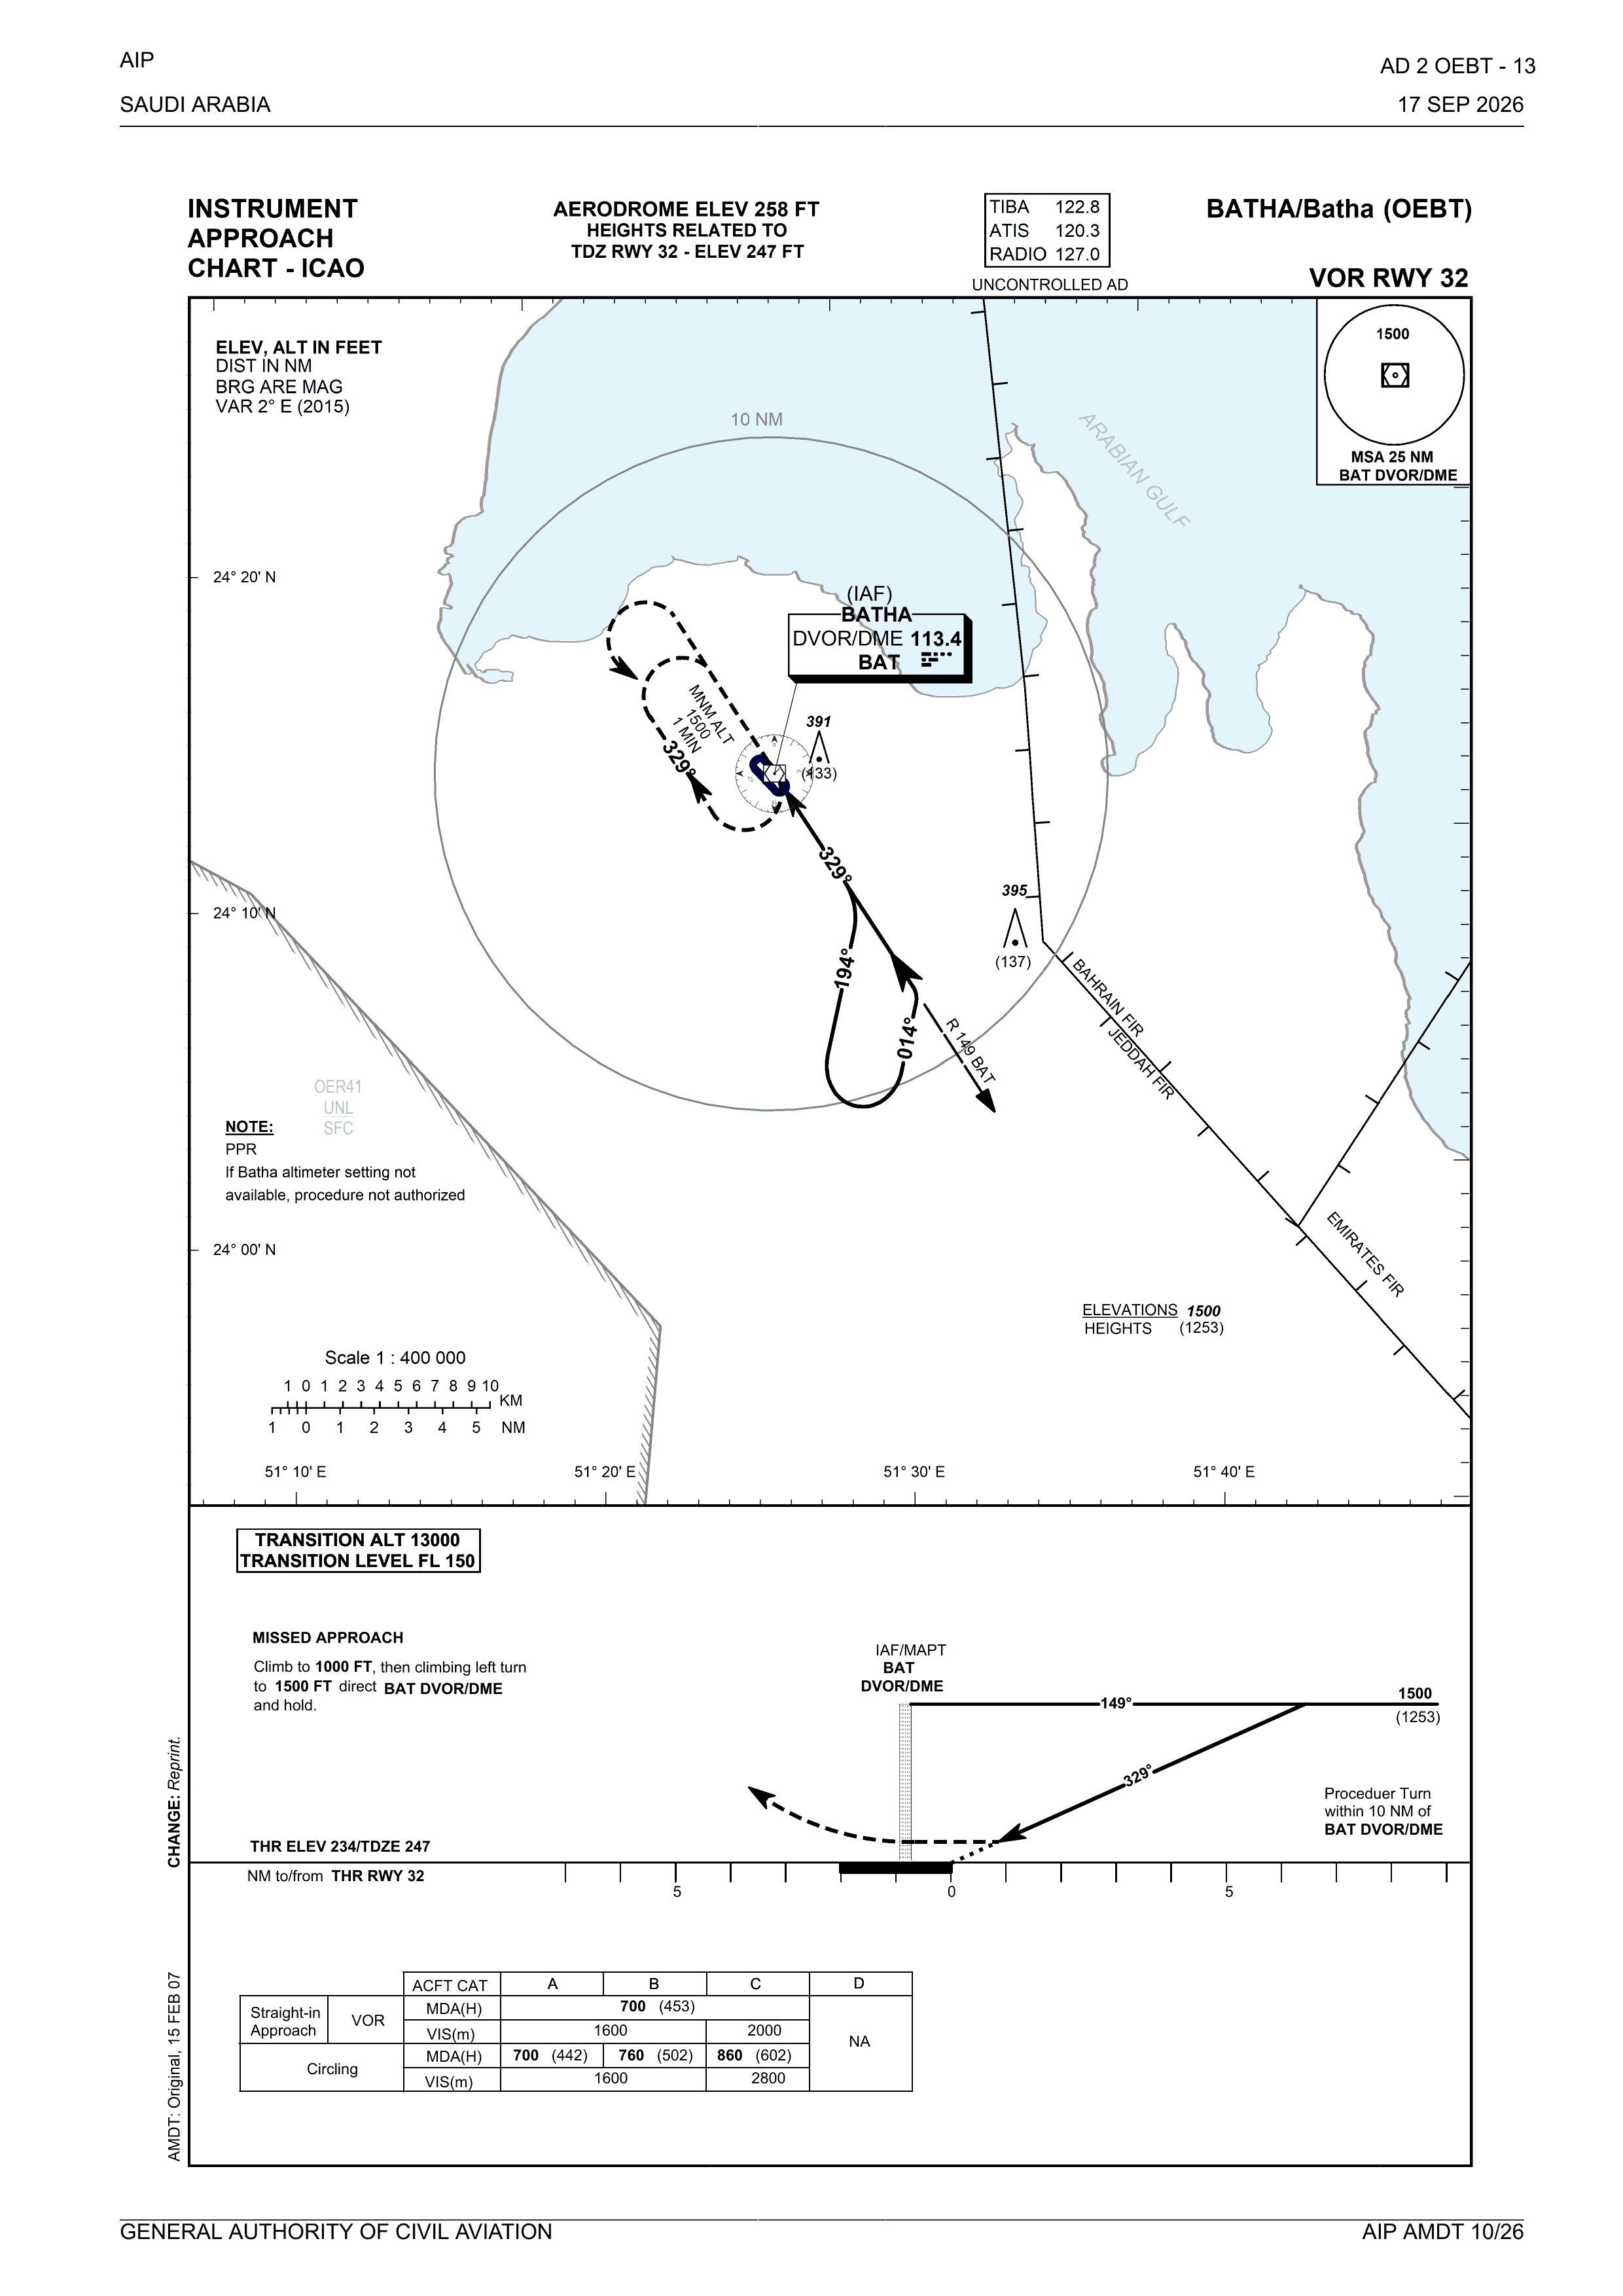 AIP
AD 2 OEBT - 13
SAUDI ARABIA
17 SEP 2026
INSTRUMENT
APPROACH
CHART - ICAO
AERODROME ELEV 258 FT
HEIGHTS RELATED TO
TDZ RWY 32 - ELEV 247 FT
TIBA 122.8
ATIS 120.3
RADIO 127.0
UNCONTROLLED AD
BATHA/Batha (OEBT)
VOR RWY 32
ELEV, ALT IN FEET
DIST IN NM
BRG ARE MAG
VAR 2° E (2015)
1500
MSA 25 NM
BAT DVOR/DME
10 NM
ARABIAN GULF
24° 20' N
(IAF)
BATHA
DVOR/DME 113.4
BAT
MNM ALT
1500
1 MIN
329°
391
(133)
329°
24° 10' N
395
(137)
194°
014°
R 149 BAT
BAHRAIN FIR
JEDDAH FIR
OER41
UNL
SFC
NOTE:
PPR
If Batha altimeter setting not
available, procedure not authorized
24° 00' N
EMIRATES FIR
ELEVATIONS 1500
HEIGHTS (1253)
Scale 1 : 400 000
1 0 1 2 3 4 5 6 7 8 9 10
KM
1 0 1 2 3 4 5 NM
51° 10' E
51° 20' E
51° 30' E
51° 40' E
TRANSITION ALT 13000
TRANSITION LEVEL FL 150
MISSED APPROACH
Climb to 1000 FT, then climbing left turn
to 1500 FT direct BAT DVOR/DME
and hold.
IAF/MAPT
BAT
DVOR/DME
149°
1500
(1253)
329°
Proceduer Turn
within 10 NM of
BAT DVOR/DME
THR ELEV 234/TDZE 247
NM to/from THR RWY 32
5 0 5
CHANGE: Reprint.
AMDT: Original, 15 FEB 07
ACFT CAT A B C D
Straight-in
Approach
VOR
MDA(H) 700 (453)
VIS(m) 1600 2000
NA
Circling
MDA(H) 700 (442) 760 (502) 860 (602)
VIS(m) 1600 2800
GENERAL AUTHORITY OF CIVIL AVIATION
AIP AMDT 10/26